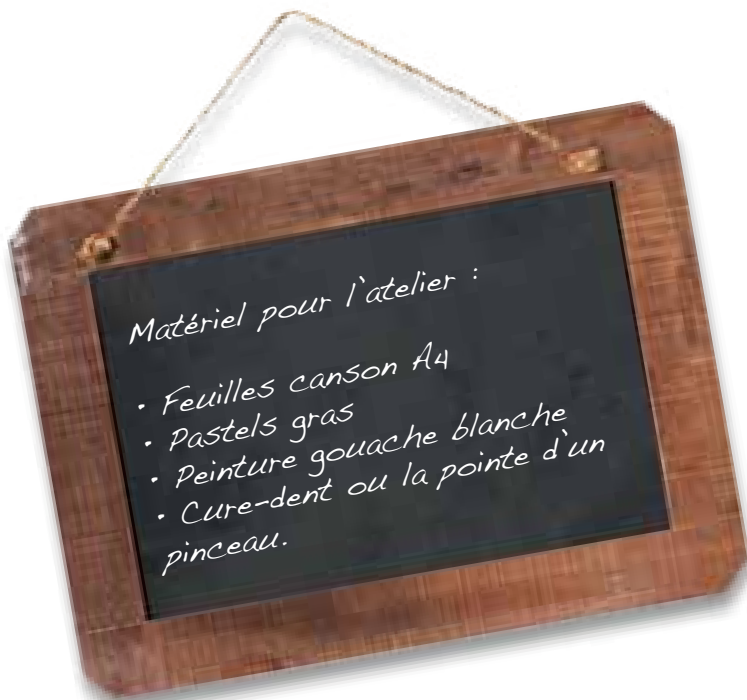 Matériel pour l'atelier :
• Feuilles canson A4
• Pastels gras
• Peinture gouache blanche
• Cure-dent ou la pointe d'un
pinceau.